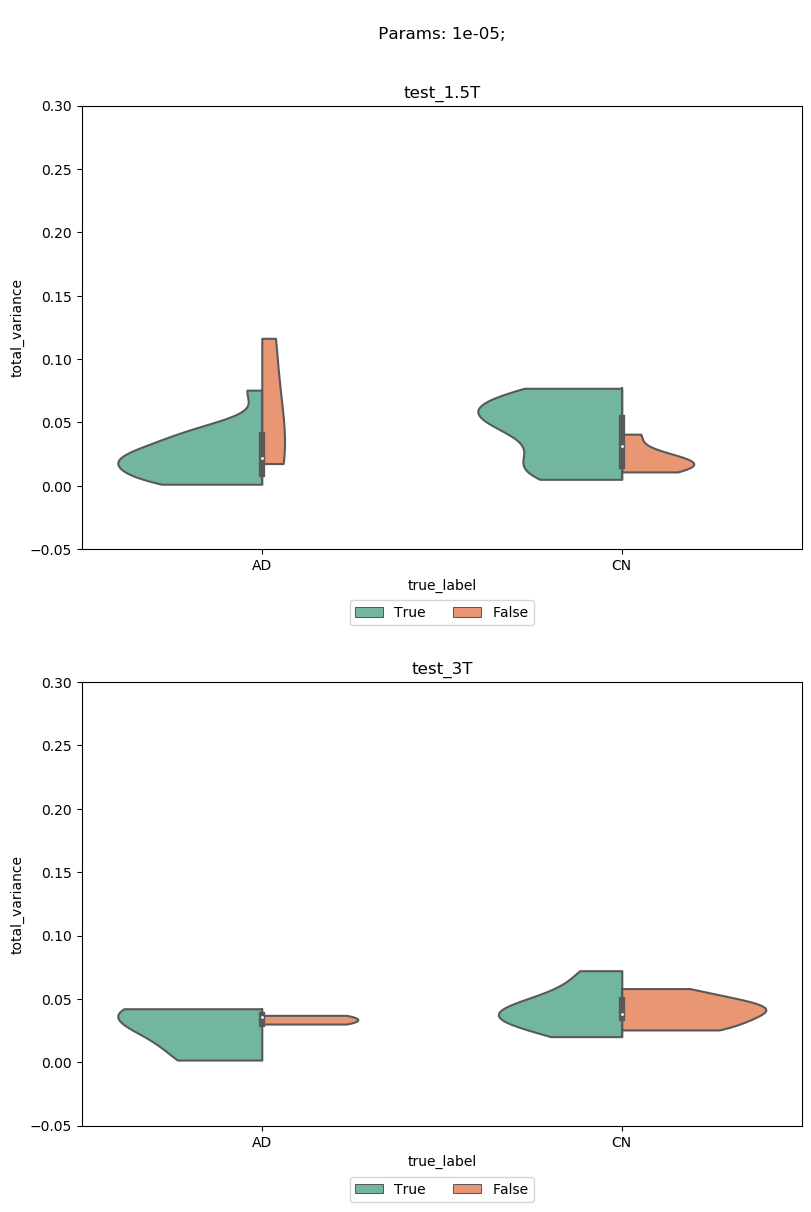 Params: 1e-05;
test_1.5T
0.30
0.25
0.20
0.15
0.10
0.05
0.00
−0.05
total_variance
AD CN
true_label
True False
test_3T
0.30
0.25
0.20
0.15
0.10
0.05
0.00
−0.05
total_variance
AD CN
true_label
True False